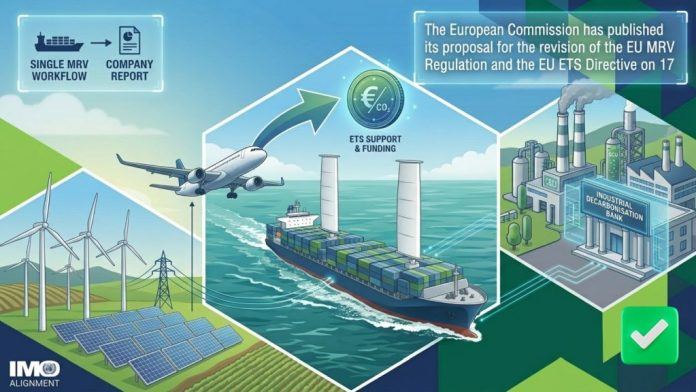 SINGLE MRV
WORKFLOW
COMPANY
REPORT
The European Commission has published
its proposal for the revision of the EU MRV
Regulation and the EU ETS Directive on 17
€/CO₂
ETS SUPPORT
& FUNDING
INDUSTRIAL
DECARBONISATION
BANK
IMO
ALIGNMENT